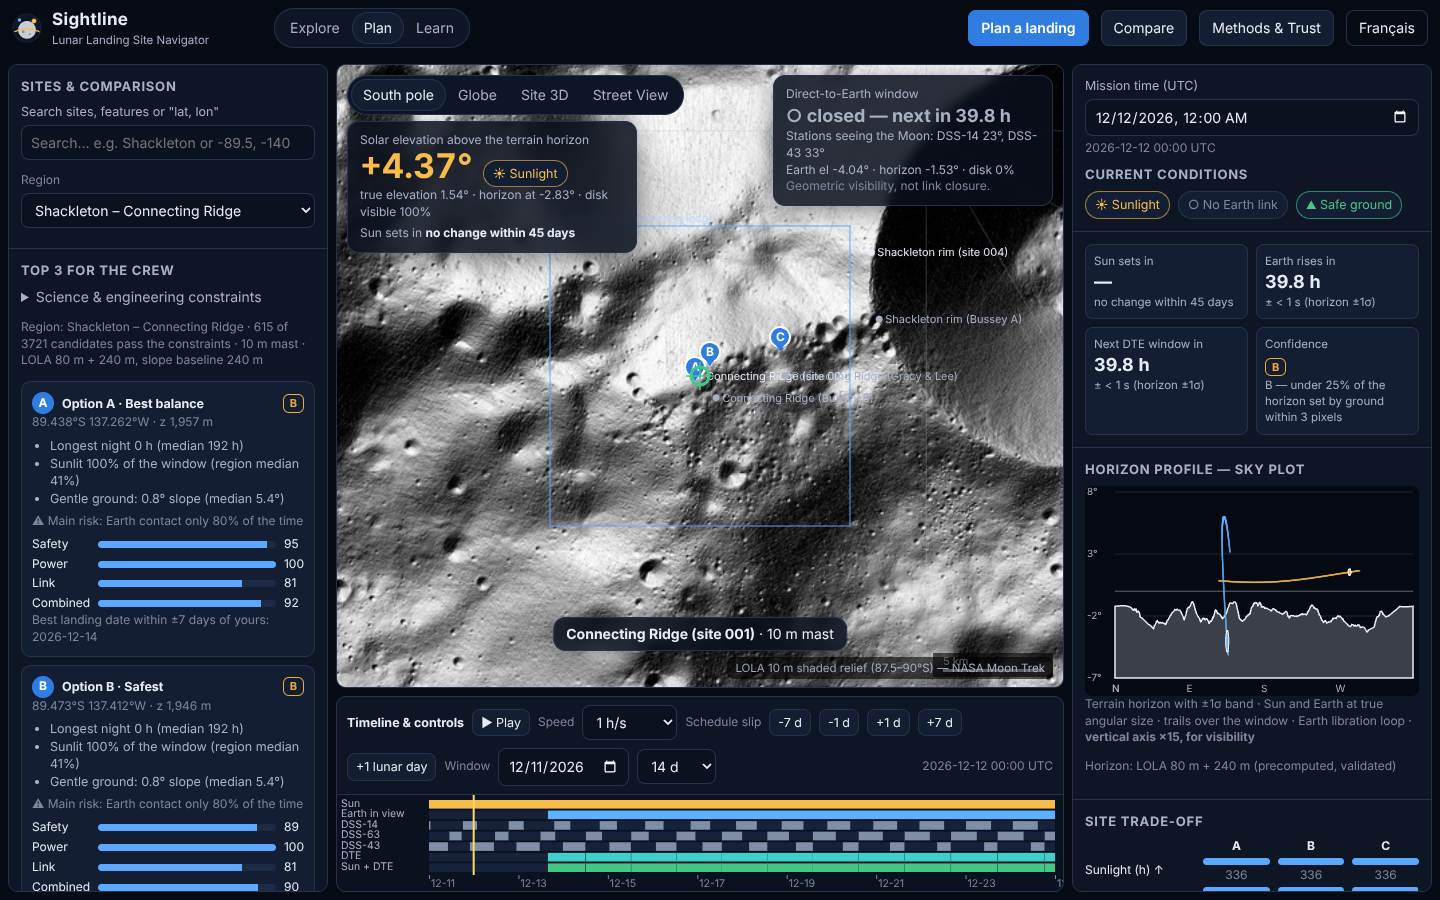 Sightline
Lunar Landing Site Navigator
Explore Plan Learn
Plan a landing
Compare
Methods & Trust
Français
SITES & COMPARISON
Search sites, features or "lat, lon"
Search... e.g. Shackleton or -89.5, -140
Region
Shackleton – Connecting Ridge
TOP 3 FOR THE CREW
▶ Science & engineering constraints
Region: Shackleton – Connecting Ridge · 615 of
3721 candidates pass the constraints · 10 m mast ·
LOLA 80 m + 240 m, slope baseline 240 m
A Option A · Best balance B
89.438°S 137.262°W · z 1,957 m
• Longest night 0 h (median 192 h)
• Sunlit 100% of the window (region median
41%)
• Gentle ground: 0.8° slope (median 5.4°)
⚠ Main risk: Earth contact only 80% of the time
Safety 95
Power 100
Link 81
Combined 92
Best landing date within ±7 days of yours:
2026-12-14
B Option B · Safest B
89.473°S 137.412°W · z 1,946 m
• Longest night 0 h (median 192 h)
• Sunlit 100% of the window (region median
41%)
• Gentle ground: 0.8° slope (median 5.4°)
⚠ Main risk: Earth contact only 80% of the time
Safety 89
Power 100
Link 81
Combined 90
South pole Globe Site 3D Street View
Solar elevation above the terrain horizon
+4.37° ☀ Sunlight
true elevation 1.54° · horizon at -2.83° · disk
visible 100%
Sun sets in no change within 45 days
Direct-to-Earth window
○ closed — next in 39.8 h
Stations seeing the Moon: DSS-14 23°, DSS-
43 33°
Earth el -4.04° · horizon -1.53° · disk 0%
Geometric visibility, not link closure.
Shackleton rim (site 004)
Shackleton rim (Bussey A)
A
B
C
Connecting Ridge (site 001)
Ridge (Gracy & Lee)
Connecting Ridge
Connecting Ridge (site 001) · 10 m mast
5 km
LOLA 10 m shaded relief (87.5–90°S) — NASA Moon Trek
Timeline & controls ▶ Play Speed 1 h/s Schedule slip -7 d -1 d +1 d +7 d
+1 lunar day Window 12/11/2026 14 d 2026-12-12 00:00 UTC
Sun
Earth in view
DSS-14
DSS-63
DSS-43
DTE
Sun + DTE
12-11 12-13 12-15 12-17 12-19 12-21 12-23
Mission time (UTC)
12/12/2026, 12:00 AM
2026-12-12 00:00 UTC
CURRENT CONDITIONS
☀ Sunlight ○ No Earth link ▲ Safe ground
Sun sets in
—
no change within 45 days
Earth rises in
39.8 h
± < 1 s (horizon ±1σ)
Next DTE window in
39.8 h
± < 1 s (horizon ±1σ)
Confidence
B
B — under 25% of the
horizon set by ground
within 3 pixels
HORIZON PROFILE — SKY PLOT
8°
3°
-2°
-7°
N E S W
Terrain horizon with ±1σ band · Sun and Earth at true
angular size · trails over the window · Earth libration loop ·
vertical axis ×15, for visibility
Horizon: LOLA 80 m + 240 m (precomputed, validated)
SITE TRADE-OFF
A B C
Sunlight (h) ↑ 336 336 336